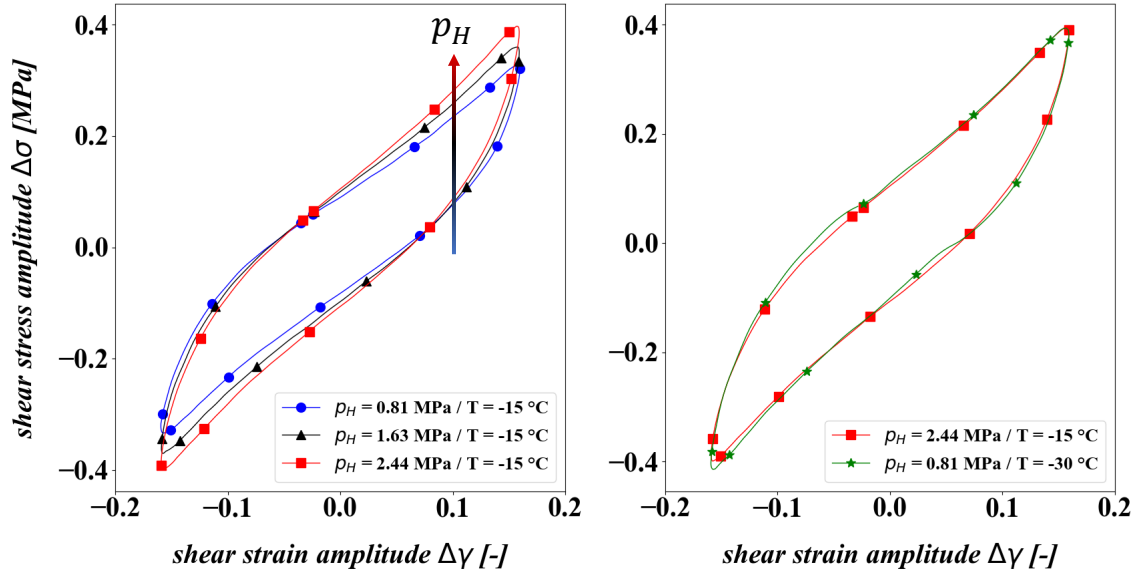 shear stress amplitude Δσ [MPa]
0.4
0.2
0.0
−0.2
−0.4
p_H
p_H = 0.81 MPa / T = -15 °C
p_H = 1.63 MPa / T = -15 °C
p_H = 2.44 MPa / T = -15 °C
−0.2
−0.1
0.0
0.1
0.2
shear strain amplitude Δγ [-]
0.4
0.2
0.0
−0.2
−0.4
p_H = 2.44 MPa / T = -15 °C
p_H = 0.81 MPa / T = -30 °C
−0.2
−0.1
0.0
0.1
0.2
shear strain amplitude Δγ [-]